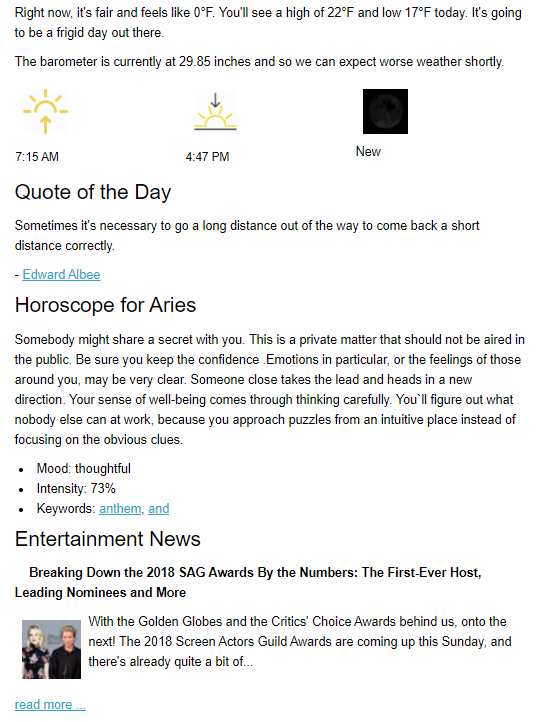 Right now, it's fair and feels like 0°F. You'll see a high of 22°F and low 17°F today. It's going
to be a frigid day out there.
The barometer is currently at 29.85 inches and so we can expect worse weather shortly.
7:15 AM
4:47 PM
New
Quote of the Day
Sometimes it's necessary to go a long distance out of the way to come back a short
distance correctly.
- Edward Albee
Horoscope for Aries
Somebody might share a secret with you. This is a private matter that should not be aired in
the public. Be sure you keep the confidence .Emotions in particular, or the feelings of those
around you, may be very clear. Someone close takes the lead and heads in a new
direction. Your sense of well-being comes through thinking carefully. You`ll figure out what
nobody else can at work, because you approach puzzles from an intuitive place instead of
focusing on the obvious clues.
• Mood: thoughtful
• Intensity: 73%
• Keywords: anthem, and
Entertainment News
Breaking Down the 2018 SAG Awards By the Numbers: The First-Ever Host,
Leading Nominees and More
With the Golden Globes and the Critics' Choice Awards behind us, onto the
next! The 2018 Screen Actors Guild Awards are coming up this Sunday, and
there's already quite a bit of...
read more ...